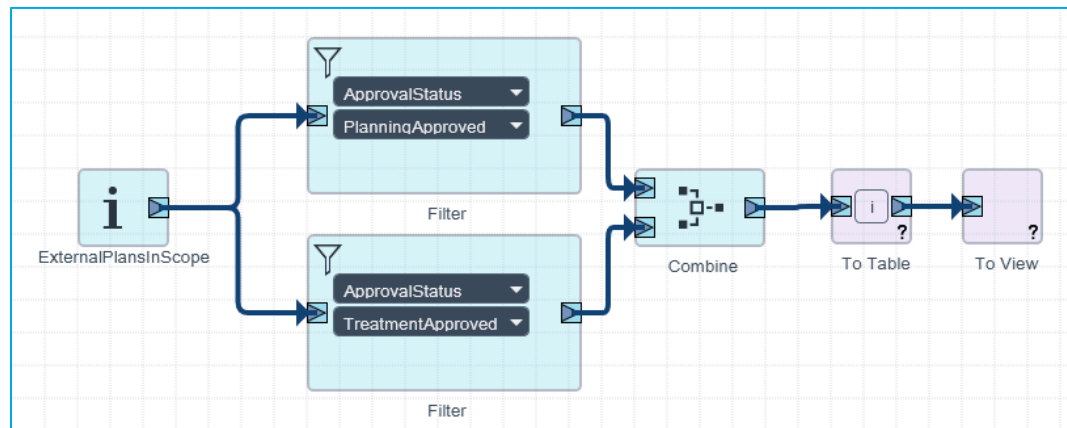 ApprovalStatus
PlanningApproved
Filter
i
ExternalPlansInScope
ApprovalStatus
TreatmentApproved
Filter
Combine
i
?
To Table
?
To View